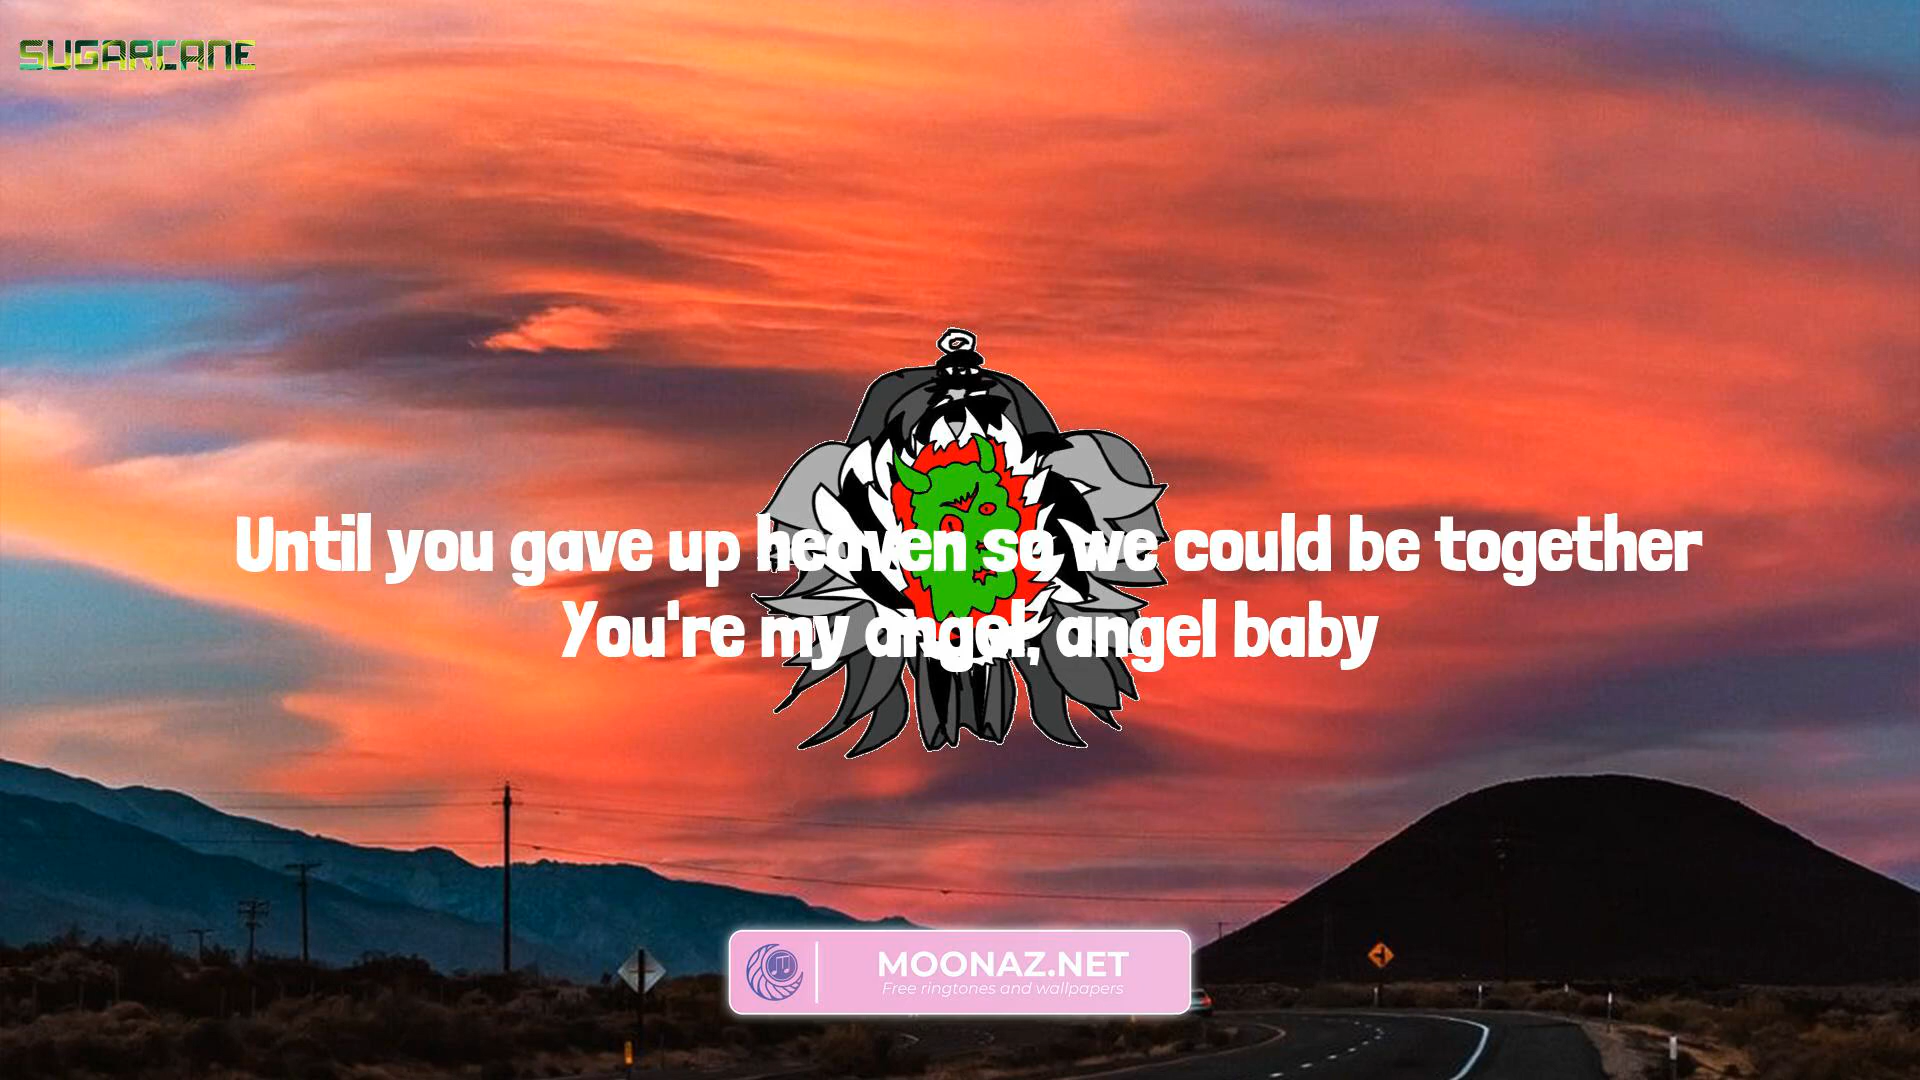 SUGARCANE
Until you gave up heaven so we could be together
You're my angel, angel baby
MOONAZ.NET
Free ringtones and wallpapers